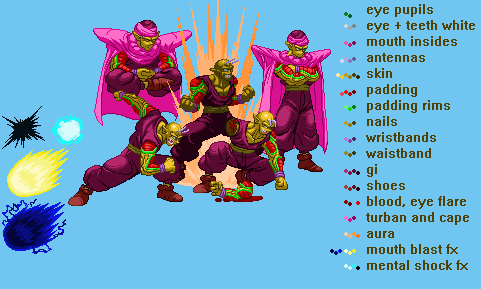 eye pupils
eye + teeth white
mouth insides
antennas
skin
padding
padding rims
nails
wristbands
waistband
gi
shoes
blood, eye flare
turban and cape
aura
mouth blast fx
mental shock fx